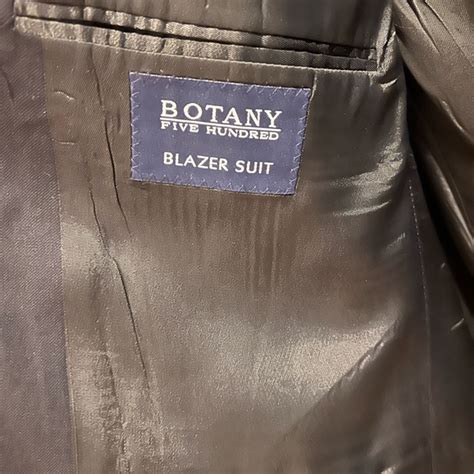 BOTANY
FIVE HUNDRED
BLAZER SUIT